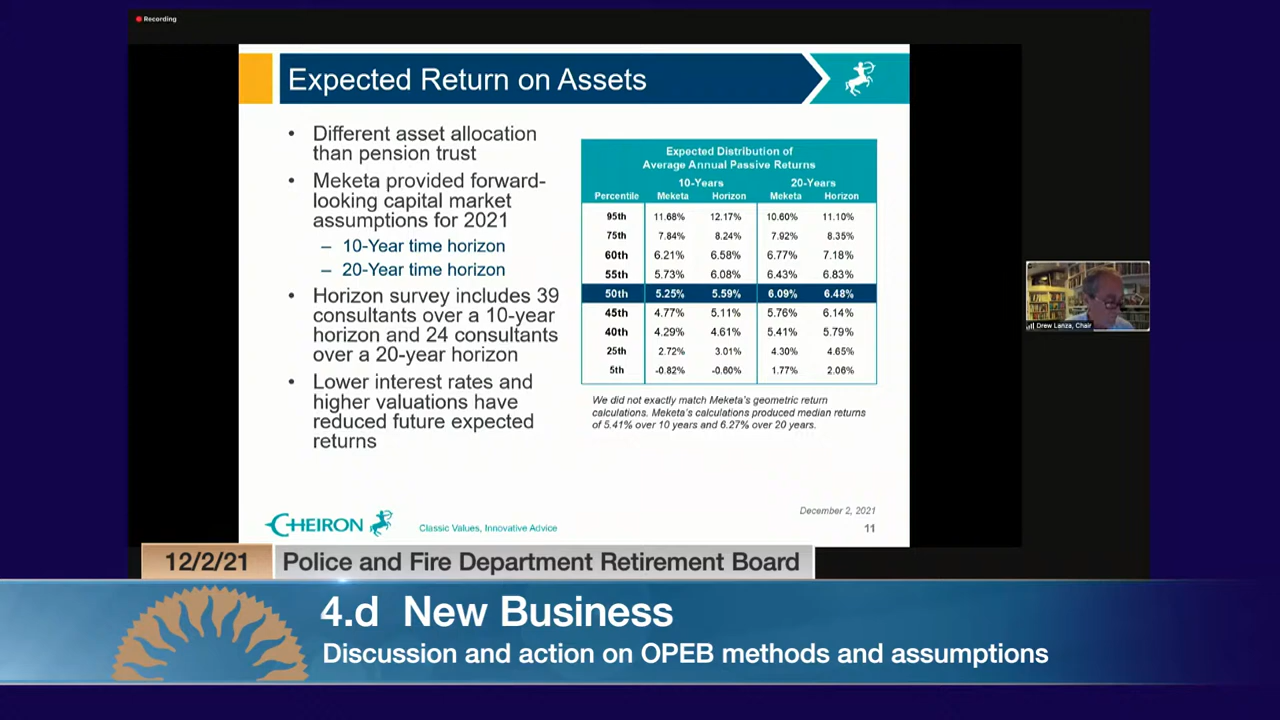 Recording
Expected Return on Assets
• Different asset allocation
than pension trust
• Meketa provided forward-
looking capital market
assumptions for 2021
– 10-Year time horizon
– 20-Year time horizon
• Horizon survey includes 39
consultants over a 10-year
horizon and 24 consultants
over a 20-year horizon
• Lower interest rates and
higher valuations have
reduced future expected
returns
Expected Distribution of
Average Annual Passive Returns
10-Years 20-Years
Percentile Meketa Horizon Meketa Horizon
95th 11.68% 12.17% 10.60% 11.10%
75th 7.84% 8.24% 7.92% 8.35%
60th 6.21% 6.58% 6.77% 7.18%
55th 5.73% 6.08% 6.43% 6.83%
50th 5.25% 5.59% 6.09% 6.48%
45th 4.77% 5.11% 5.76% 6.14%
40th 4.29% 4.61% 5.41% 5.79%
25th 2.72% 3.01% 4.30% 4.65%
5th -0.82% -0.60% 1.77% 2.06%
We did not exactly match Meketa's geometric return
calculations. Meketa's calculations produced median returns
of 5.41% over 10 years and 6.27% over 20 years.
Drew Lanza, Chair
CHEIRON
Classic Values, Innovative Advice
December 2, 2021
11
12/2/21 Police and Fire Department Retirement Board
4.d New Business
Discussion and action on OPEB methods and assumptions